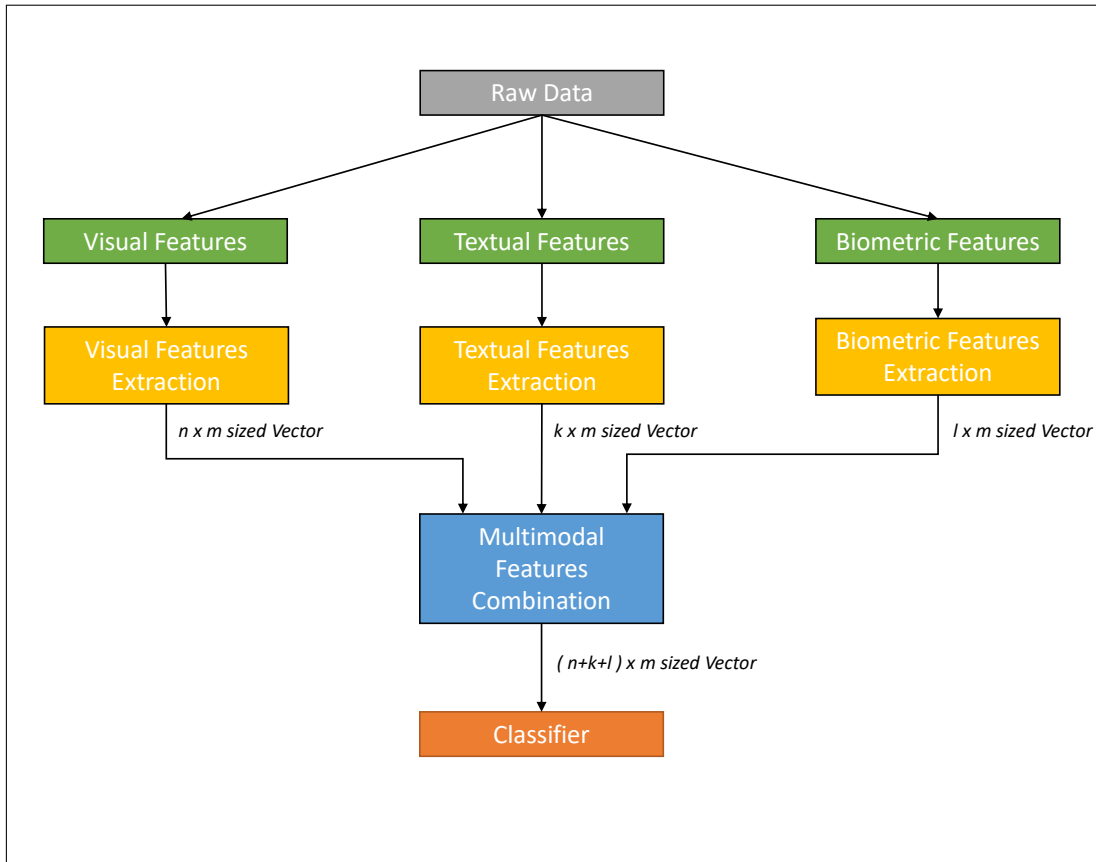 Raw Data
Visual Features
Textual Features
Biometric Features
Visual Features
Extraction
Textual Features
Extraction
Biometric Features
Extraction
n x m sized Vector
k x m sized Vector
l x m sized Vector
Multimodal
Features
Combination
( n+k+l ) x m sized Vector
Classifier